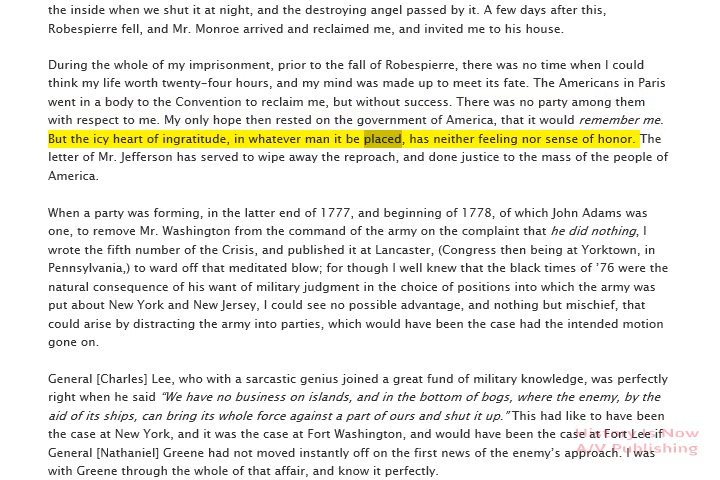 the inside when we shut it at night, and the destroying angel passed by it. A few days after this,
Robespierre fell, and Mr. Monroe arrived and reclaimed me, and invited me to his house.
During the whole of my imprisonment, prior to the fall of Robespierre, there was no time when I could
think my life worth twenty-four hours, and my mind was made up to meet its fate. The Americans in Paris
went in a body to the Convention to reclaim me, but without success. There was no party among them
with respect to me. My only hope then rested on the government of America, that it would remember me.
But the icy heart of ingratitude, in whatever man it be placed, has neither feeling nor sense of honor. The
letter of Mr. Jefferson has served to wipe away the reproach, and done justice to the mass of the people of
America.
When a party was forming, in the latter end of 1777, and beginning of 1778, of which John Adams was
one, to remove Mr. Washington from the command of the army on the complaint that he did nothing, I
wrote the fifth number of the Crisis, and published it at Lancaster, (Congress then being at Yorktown, in
Pennsylvania,) to ward off that meditated blow; for though I well knew that the black times of ’76 were the
natural consequence of his want of military judgment in the choice of positions into which the army was
put about New York and New Jersey, I could see no possible advantage, and nothing but mischief, that
could arise by distracting the army into parties, which would have been the case had the intended motion
gone on.
General [Charles] Lee, who with a sarcastic genius joined a great fund of military knowledge, was perfectly
right when he said “We have no business on islands, and in the bottom of bogs, where the enemy, by the
aid of its ships, can bring its whole force against a part of ours and shut it up.” This had like to have been
the case at New York, and it was the case at Fort Washington, and would have been the case at Fort Lee if
General [Nathaniel] Greene had not moved instantly off on the first news of the enemy’s approach. I was
with Greene through the whole of that affair, and know it perfectly.
History Is Now
A/V Publishing